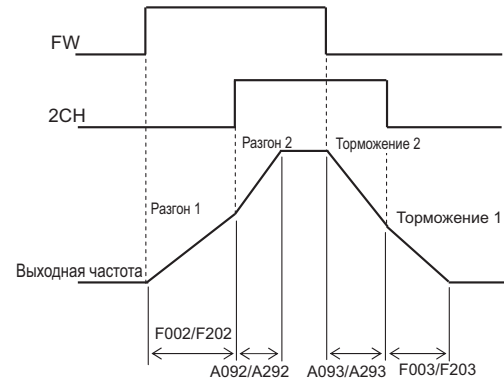 FW
2CH
Разгон 2
Торможение 2
Разгон 1
Торможение 1
Выходная частота
F002/F202
A092/A292
A093/A293
F003/F203